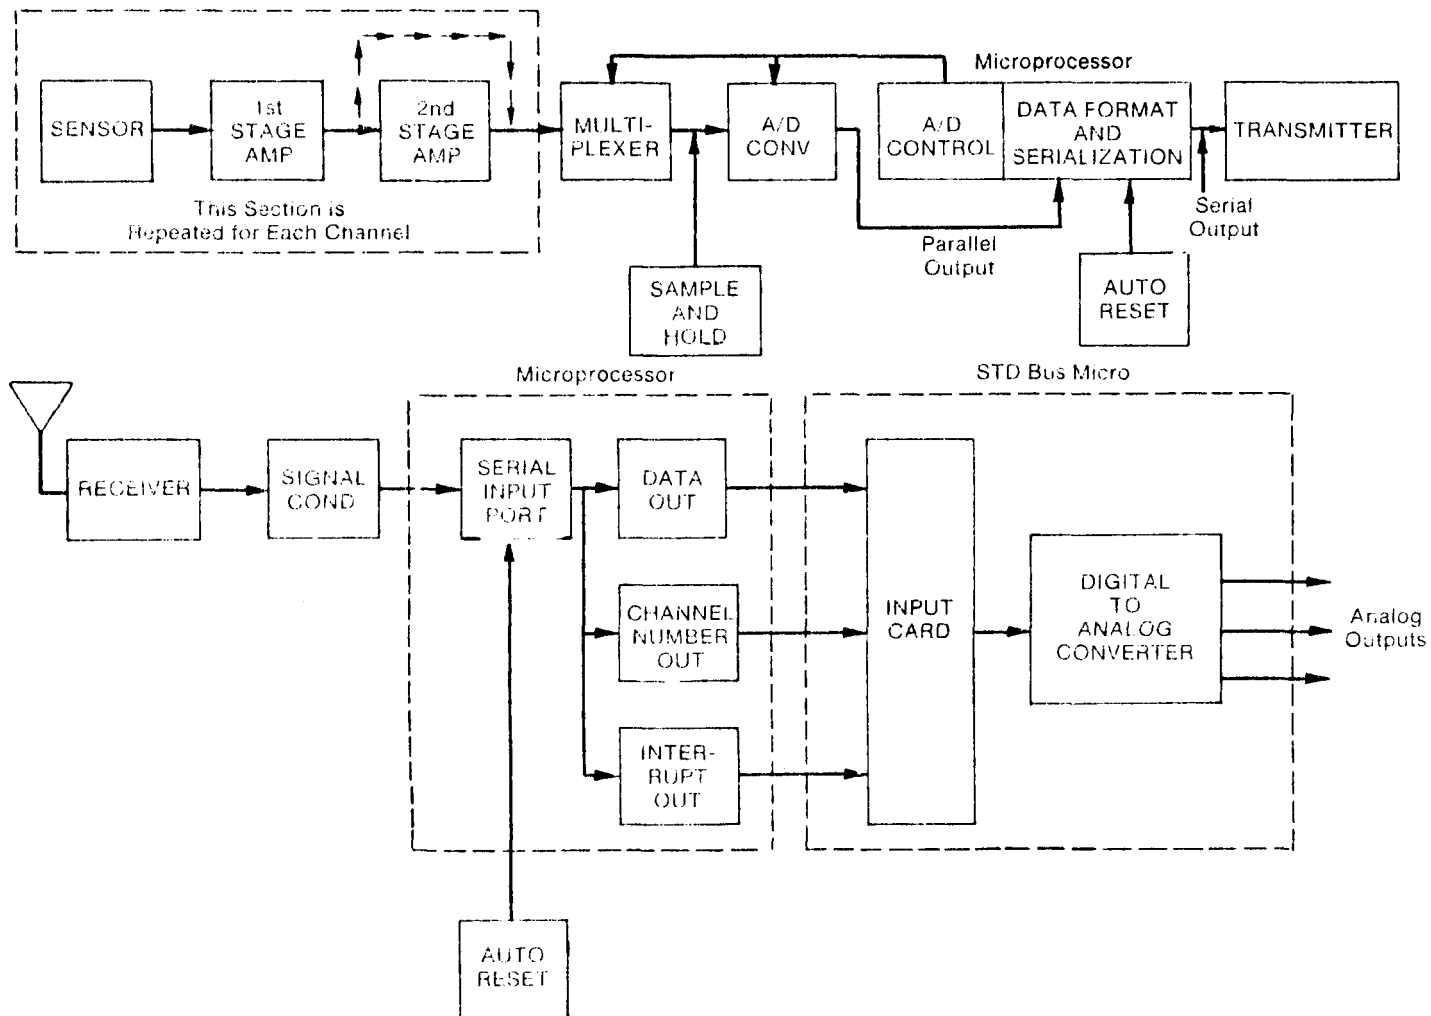 Microprocessor
SENSOR
1st
STAGE
AMP
2nd
STAGE
AMP
MULTI-
PLEXER
A/D
CONV
A/D
CONTROL
DATA FORMAT
AND
SERIALIZATION
TRANSMITTER
This Section is
Repeated for Each Channel
Parallel
Output
Serial
Output
SAMPLE
AND
HOLD
AUTO
RESET
Microprocessor
STD Bus Micro
RECEIVER
SIGNAL
COND
SERIAL
INPUT
PORT
DATA
OUT
CHANNEL
NUMBER
OUT
INTER-
RUPT
OUT
INPUT
CARD
DIGITAL
TO
ANALOG
CONVERTER
Analog
Outputs
AUTO
RESET